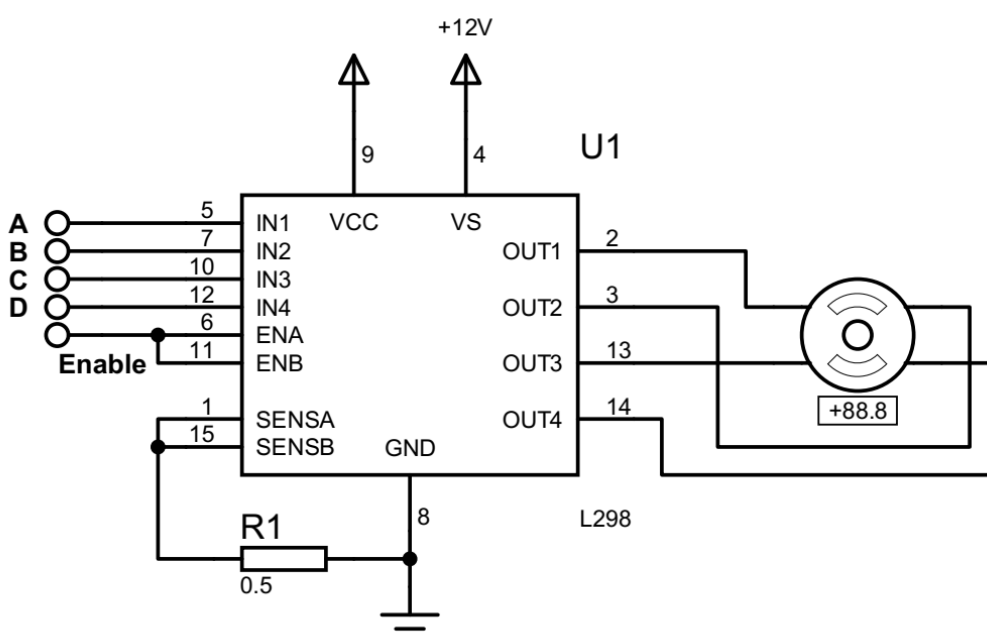 +12V
U1
9
4
A
5
IN1
VCC
VS
B
7
IN2
OUT1
2
C
10
IN3
D
12
IN4
OUT2
3
6
ENA
Enable
11
ENB
OUT3
13
+88.8
1
SENSA
OUT4
14
15
SENSB
GND
8
L298
R1
0.5